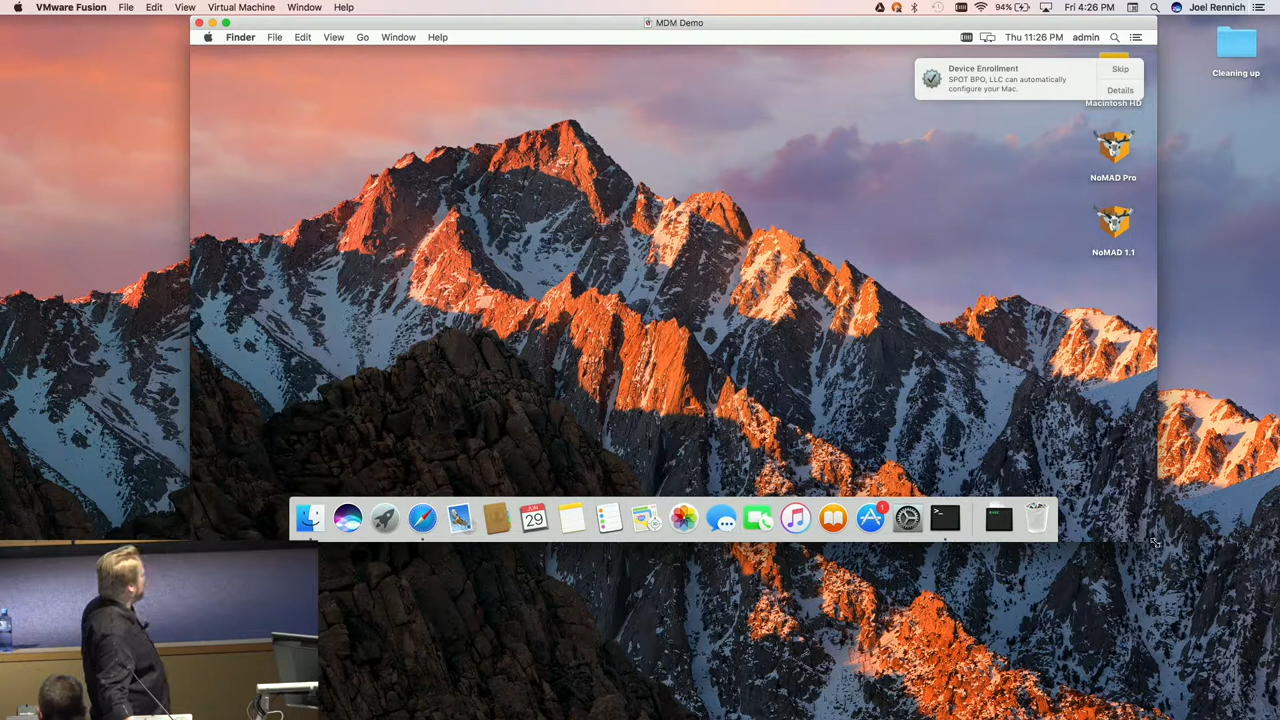 VMware Fusion File Edit View Virtual Machine Window Help 94% Fri 4:26 PM Joel Rennich
MDM Demo
Finder File Edit View Go Window Help Thu 11:26 PM admin
Device Enrollment
SPOT BPO, LLC can automatically
configure your Mac.
Skip
Details
Macintosh HD
Cleaning up
NoMAD Pro
NoMAD 1.1
JUN
29
1
>_